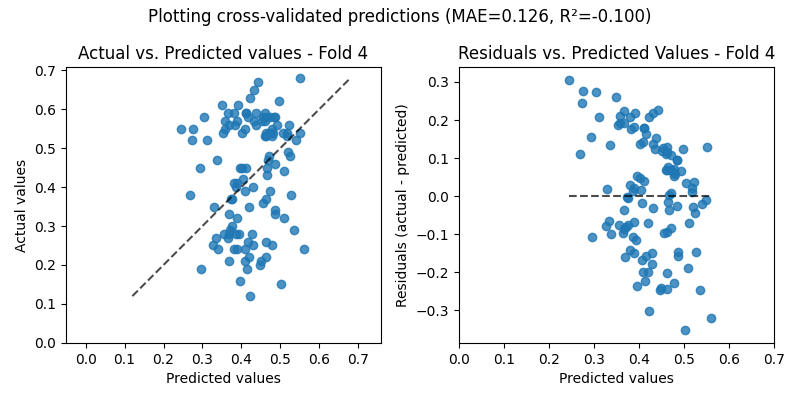 Plotting cross-validated predictions (MAE=0.126, R²=-0.100)
Actual vs. Predicted values - Fold 4
Actual values
0.7
0.6
0.5
0.4
0.3
0.2
0.1
0.0
0.0 0.1 0.2 0.3 0.4 0.5 0.6 0.7
Predicted values
Residuals vs. Predicted Values - Fold 4
Residuals (actual - predicted)
0.3
0.2
0.1
0.0
−0.1
−0.2
−0.3
0.0 0.1 0.2 0.3 0.4 0.5 0.6 0.7
Predicted values